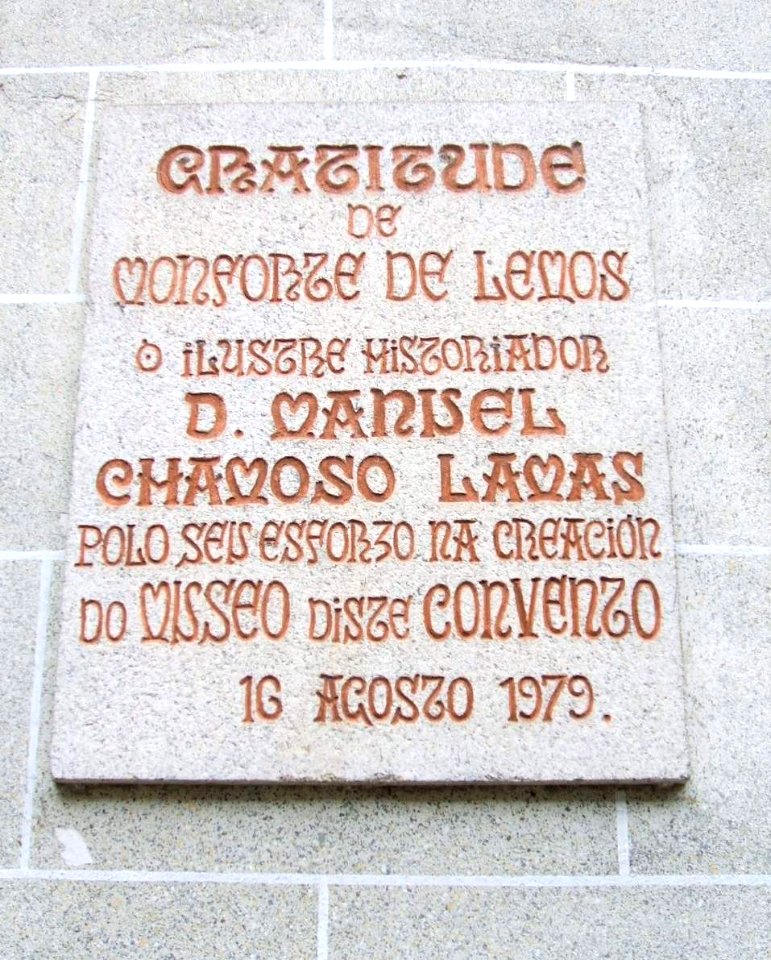 GRATITUDE
DE
MONFORTE DE LEMOS
O ILUSTRE HISTORIADOR
D. MANUEL
CHAMOSO LAMAS
POLO SEU ESFORZO NA CREACIÓN
DO MUSEO DISTE CONVENTO
16 AGOSTO 1979.